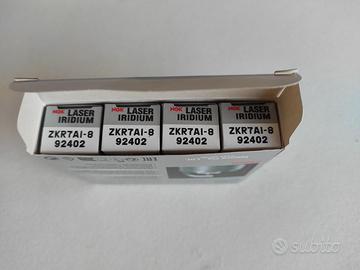 NGK LASER IRIDIUM
ZKR7AI-8
92402
NGK LASER IRIDIUM
ZKR7AI-8
92402
NGK LASER IRIDIUM
ZKR7AI-8
92402
NGK LASER IRIDIUM
ZKR7AI-8
92402
subito